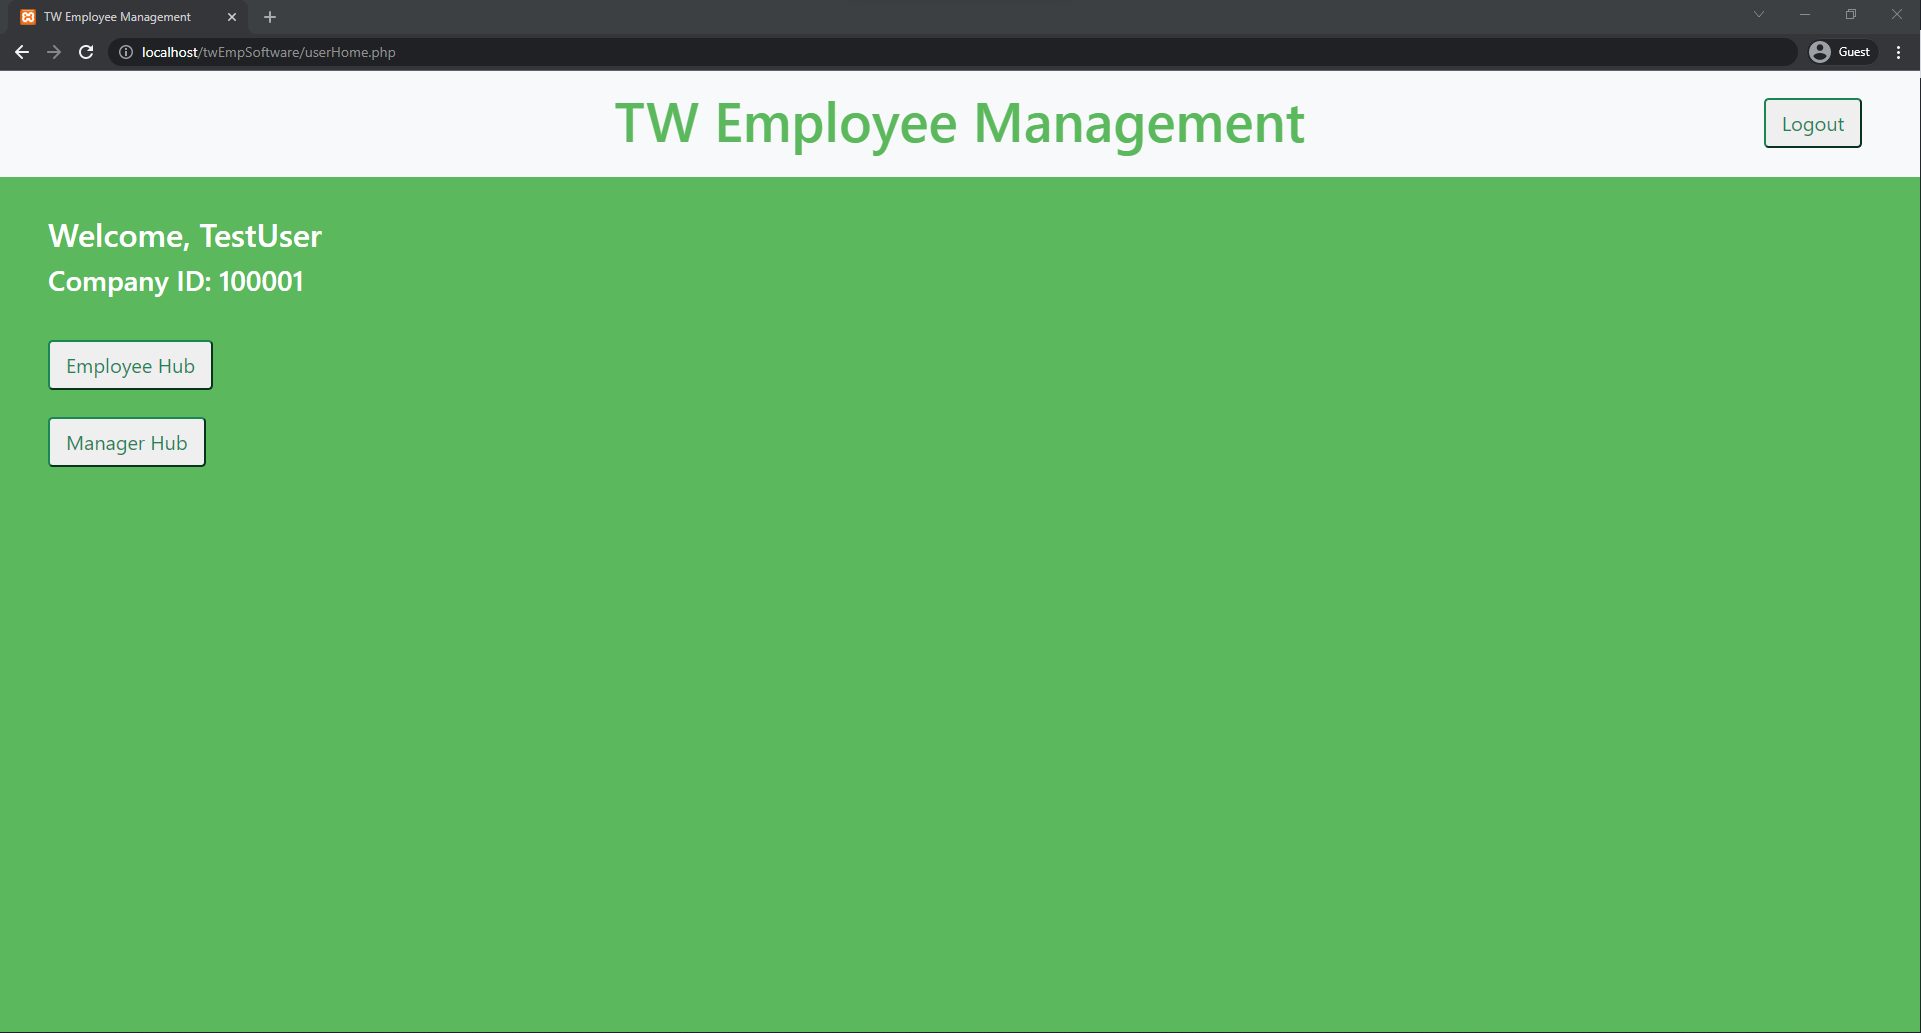 TW Employee Management
localhost/twEmpSoftware/userHome.php
Guest
TW Employee Management
Logout
Welcome, TestUser
Company ID: 100001
Employee Hub
Manager Hub